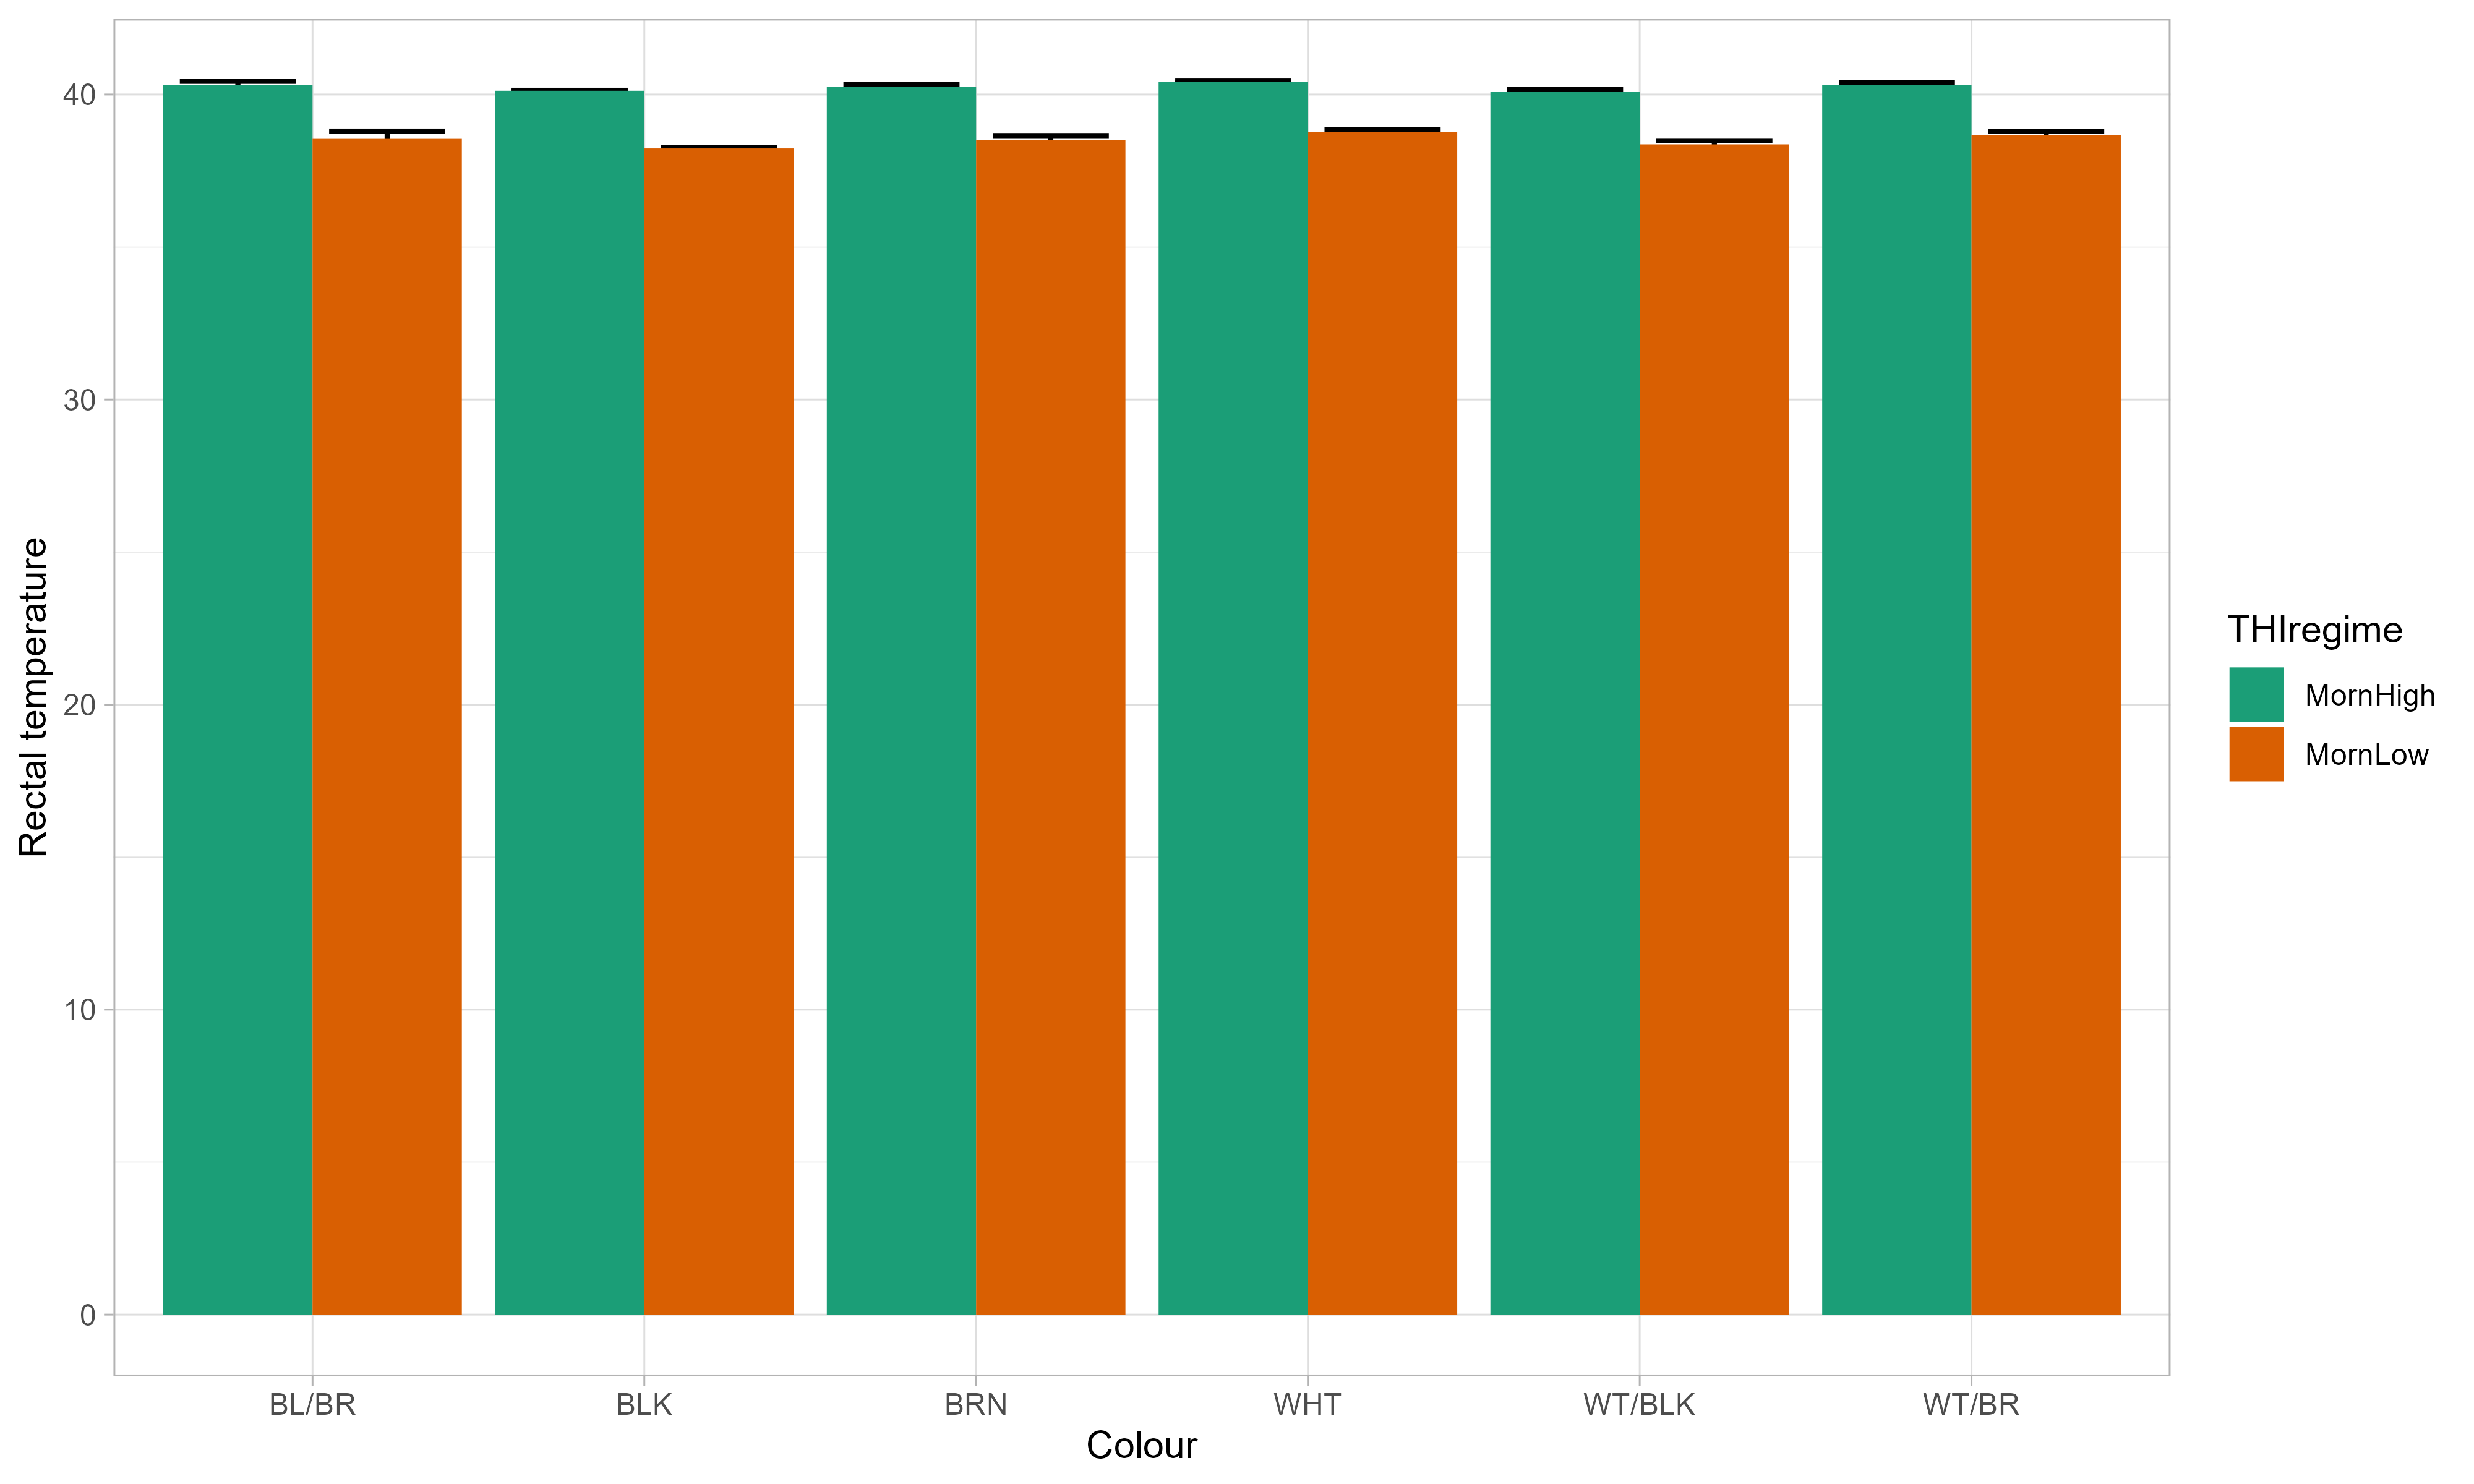 Rectal temperature
40
30
20
10
0
BL/BR BLK BRN WHT WT/BLK WT/BR
Colour
THIregime
MornHigh
MornLow